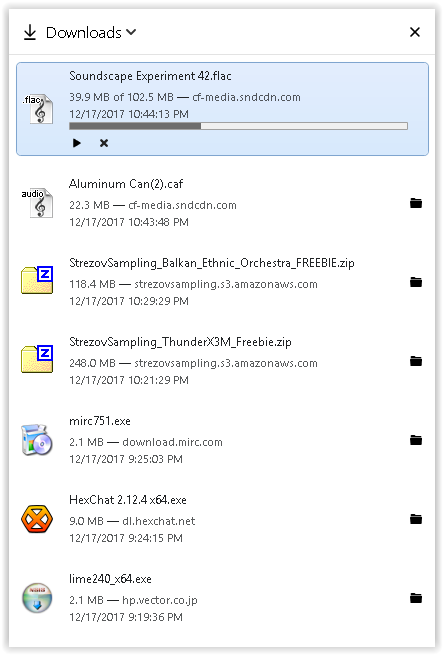 Downloads
Soundscape Experiment 42.flac
.flac
39.9 MB of 102.5 MB — cf-media.sndcdn.com
12/17/2017 10:44:13 PM
Aluminum Can(2).caf
audio
22.3 MB — cf-media.sndcdn.com
12/17/2017 10:43:48 PM
StrezovSampling_Balkan_Ethnic_Orchestra_FREEBIE.zip
Z
118.4 MB — strezovsampling.s3.amazonaws.com
12/17/2017 10:29:29 PM
StrezovSampling_ThunderX3M_Freebie.zip
Z
248.0 MB — strezovsampling.s3.amazonaws.com
12/17/2017 10:21:29 PM
mirc751.exe
2.1 MB — download.mirc.com
12/17/2017 9:25:03 PM
HexChat 2.12.4 x64.exe
9.0 MB — dl.hexchat.net
12/17/2017 9:24:15 PM
lime240_x64.exe
2.1 MB — hp.vector.co.jp
12/17/2017 9:19:36 PM